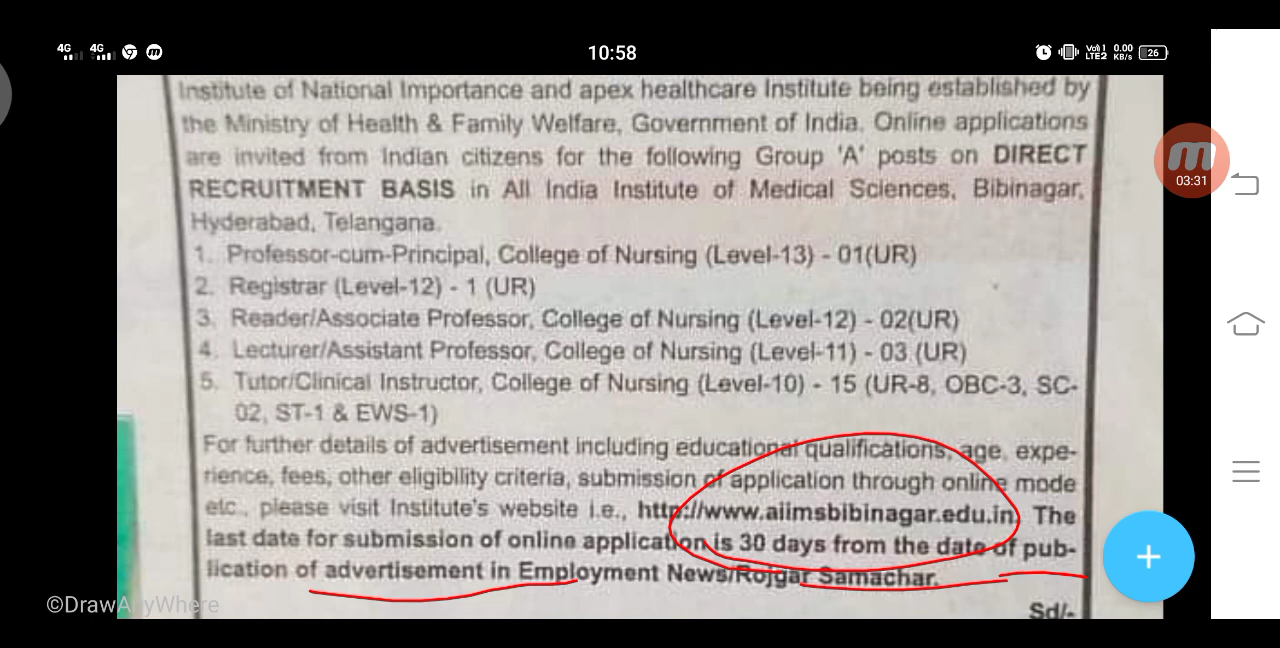 4G 4G 10:58 Vo) 1 LTE2 0.00 KB/s 26
Institute of National Importance and apex healthcare Institute being established by
the Ministry of Health & Family Welfare, Government of India. Online applications
are invited from Indian citizens for the following Group 'A' posts on DIRECT
RECRUITMENT BASIS in All India Institute of Medical Sciences, Bibinagar,
Hyderabad, Telangana.
1. Professor-cum-Principal, College of Nursing (Level-13) - 01(UR)
2. Registrar (Level-12) - 1 (UR)
3. Reader/Associate Professor, College of Nursing (Level-12) - 02(UR)
4. Lecturer/Assistant Professor, College of Nursing (Level-11) - 03 (UR)
5. Tutor/Clinical Instructor, College of Nursing (Level-10) - 15 (UR-8, OBC-3, SC-
02, ST-1 & EWS-1)
For further details of advertisement including educational qualifications, age, expe-
rience, fees, other eligibility criteria, submission of application through online mode
etc., please visit Institute's website i.e., http://www.aiimsbibinagar.edu.in. The
last date for submission of online application is 30 days from the date of pub-
lication of advertisement in Employment News/Rojgar Samachar.
Sd/-
03:31
+
©DrawAnyWhere